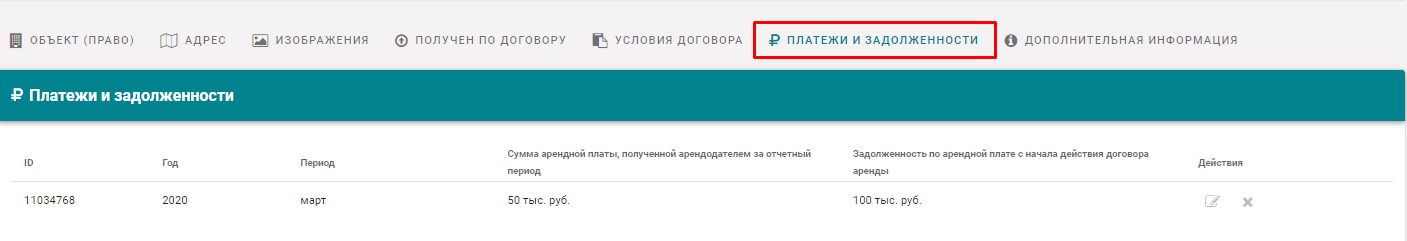 ОБЪЕКТ (ПРАВО) АДРЕС ИЗОБРАЖЕНИЯ ПОЛУЧЕН ПО ДОГОВОРУ УСЛОВИЯ ДОГОВОРА ₽ ПЛАТЕЖИ И ЗАДОЛЖЕННОСТИ ДОПОЛНИТЕЛЬНАЯ ИНФОРМАЦИЯ
₽ Платежи и задолженности
ID Год Период Сумма арендной платы, полученной арендодателем за отчетный период Задолженность по арендной плате с начала действия договора аренды Действия
11034768 2020 март 50 тыс. руб. 100 тыс. руб.